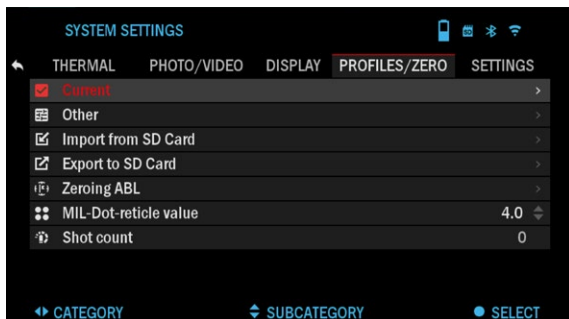 SYSTEM SETTINGS
THERMAL PHOTO/VIDEO DISPLAY PROFILES/ZERO SETTINGS
Current
Other
Import from SD Card
Export to SD Card
Zeroing ABL
MIL-Dot-reticle value 4.0
Shot count 0
CATEGORY SUBCATEGORY SELECT